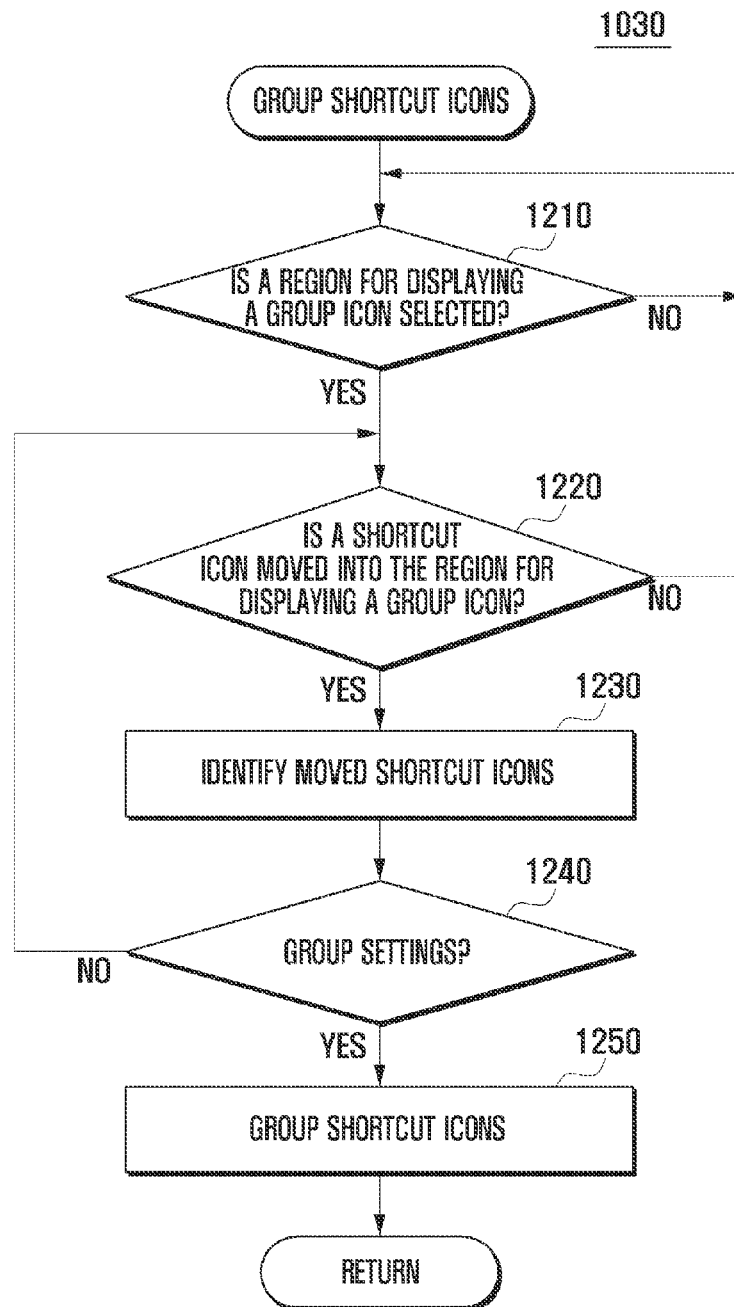 1030
GROUP SHORTCUT ICONS
1210
IS A REGION FOR DISPLAYING
A GROUP ICON SELECTED?
NO
YES
1220
IS A SHORTCUT
ICON MOVED INTO THE REGION FOR
DISPLAYING A GROUP ICON?
NO
YES
1230
IDENTIFY MOVED SHORTCUT ICONS
1240
GROUP SETTINGS?
NO
YES
1250
GROUP SHORTCUT ICONS
RETURN